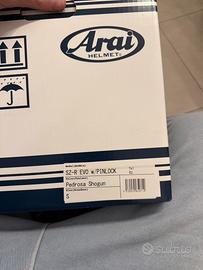 Arai
HELMET
SZ-R EVO w/PINLOCK
Pedrosa Shogun
S
subito